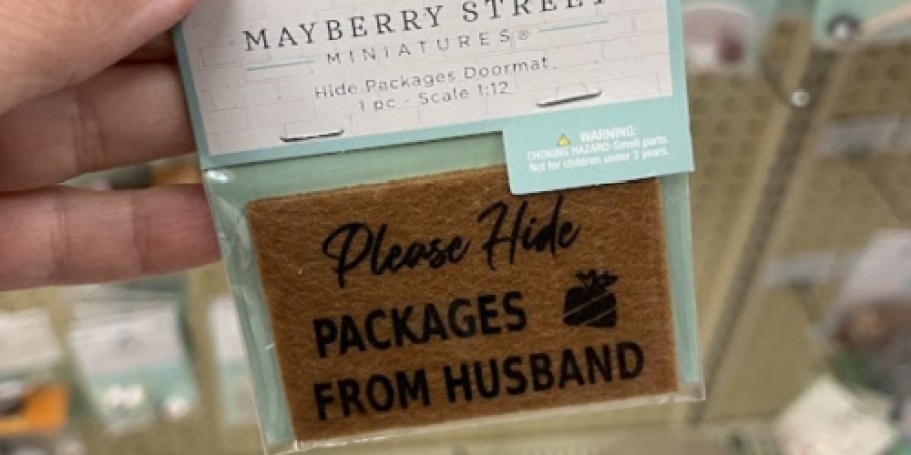 MAYBERRY STREET
MINIATURES®
Hide Packages Doormat
1 pc - Scale 1:12
WARNING:
CHOKING HAZARD-Small parts.
Not for children under 3 years.
Please Hide
PACKAGES
FROM HUSBAND